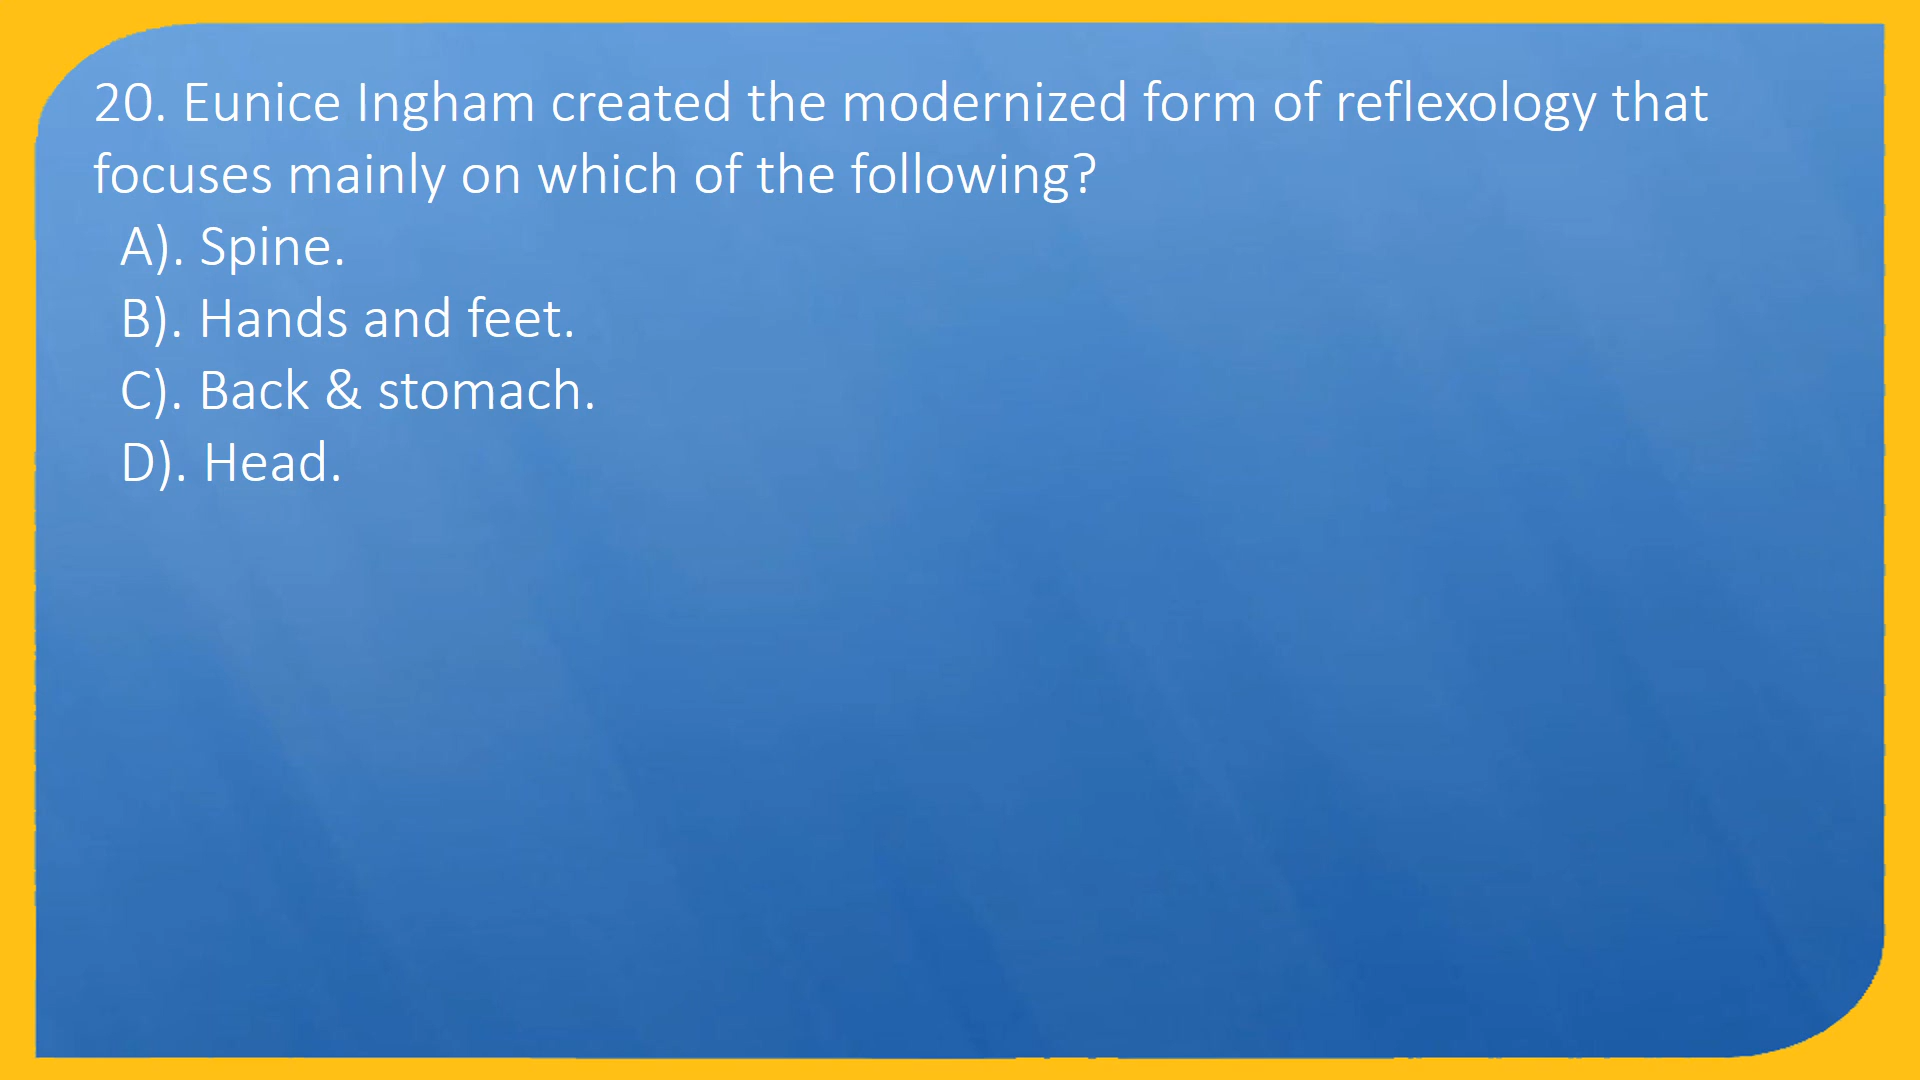 20. Eunice Ingham created the modernized form of reflexology that
focuses mainly on which of the following?
A). Spine.
B). Hands and feet.
C). Back & stomach.
D). Head.